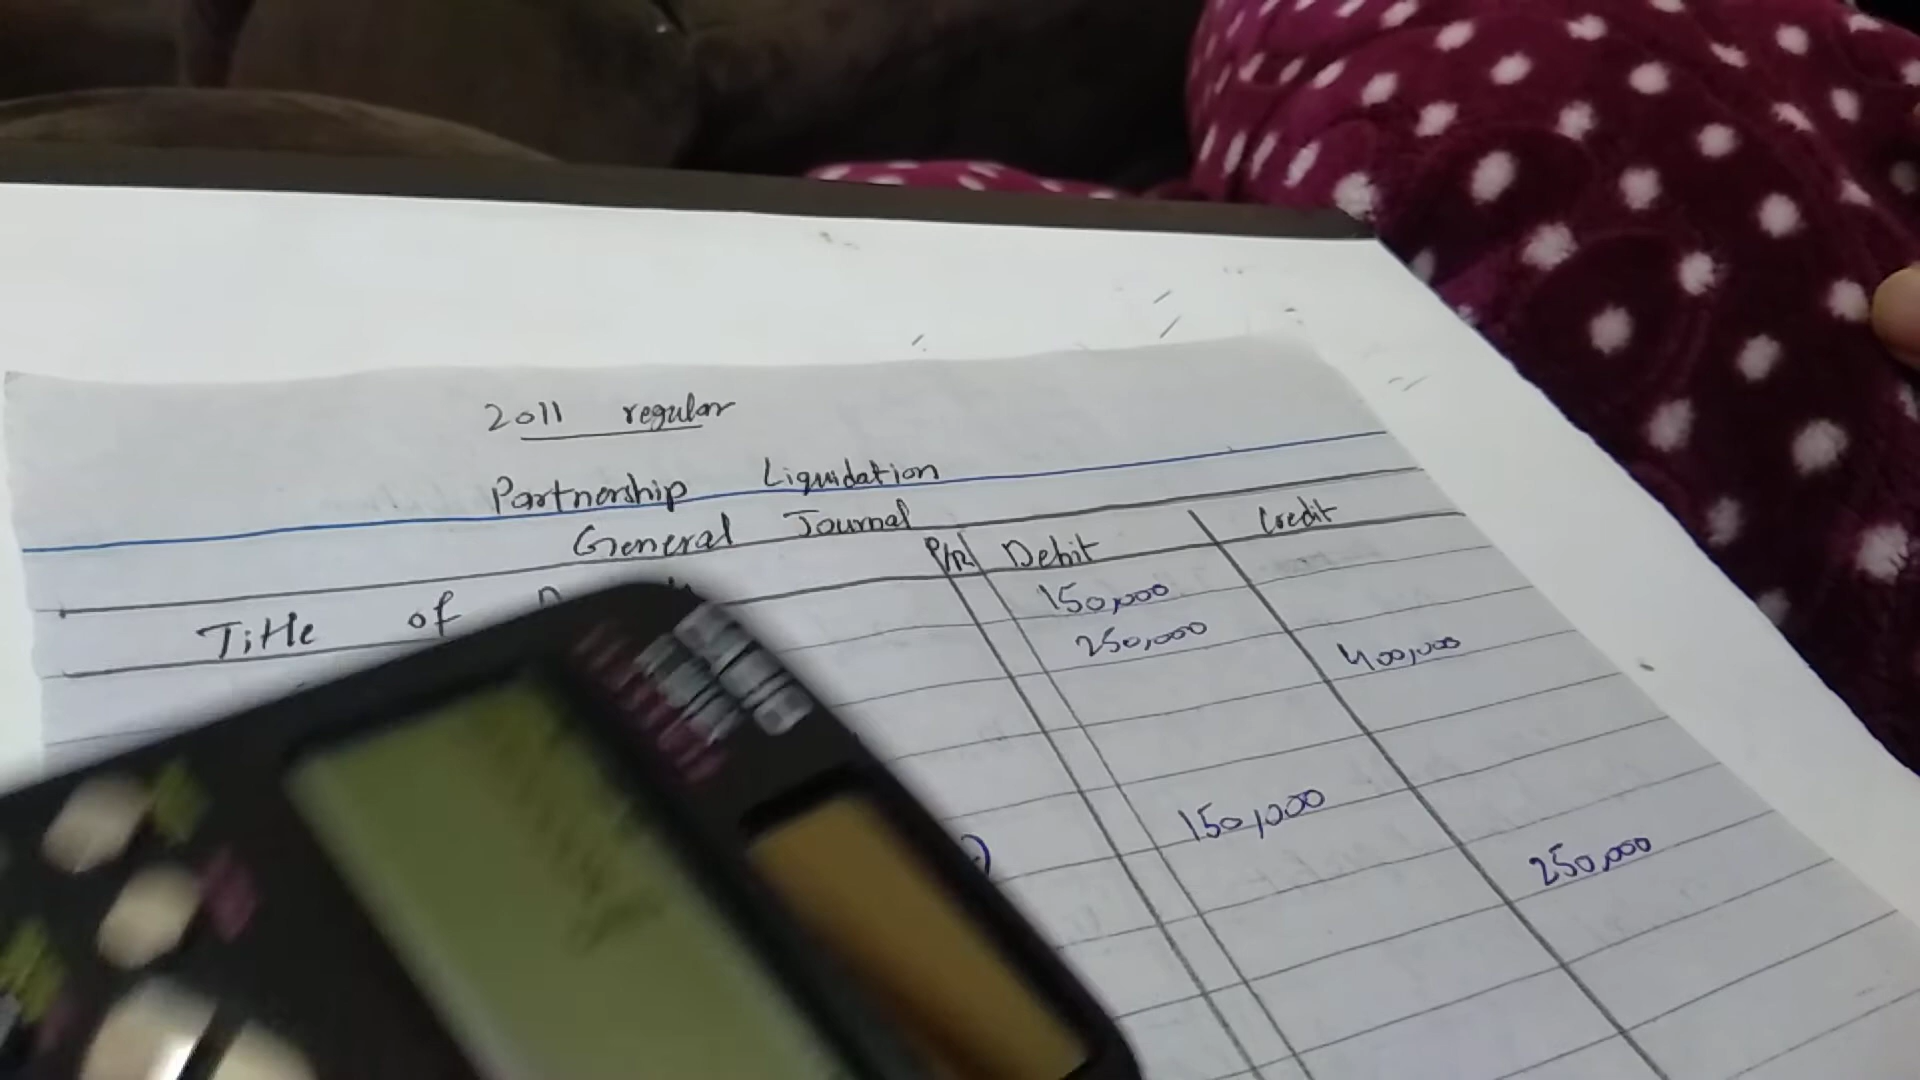 2011 regular
Partnership Liquidation
General Journal
Title of P/R Debit Credit
150,000
250,000
400,000
150,000
250,000